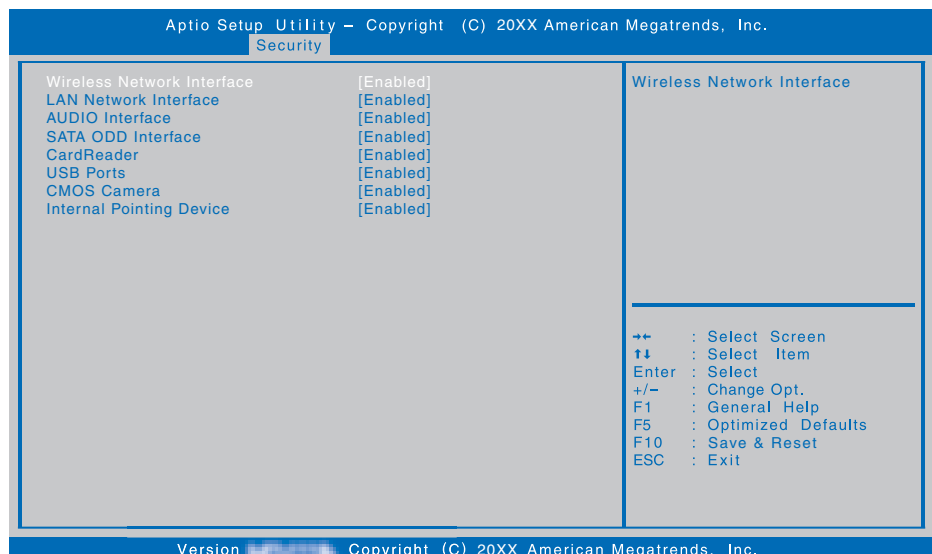 Aptio Setup Utility – Copyright (C) 20XX American Megatrends, Inc.
Security
Wireless Network Interface [Enabled]
LAN Network Interface [Enabled]
AUDIO Interface [Enabled]
SATA ODD Interface [Enabled]
CardReader [Enabled]
USB Ports [Enabled]
CMOS Camera [Enabled]
Internal Pointing Device [Enabled]
Wireless Network Interface
→← : Select Screen
↑↓ : Select Item
Enter : Select
+/– : Change Opt.
F1 : General Help
F5 : Optimized Defaults
F10 : Save & Reset
ESC : Exit
Version Copyright (C) 20XX American Megatrends, Inc.